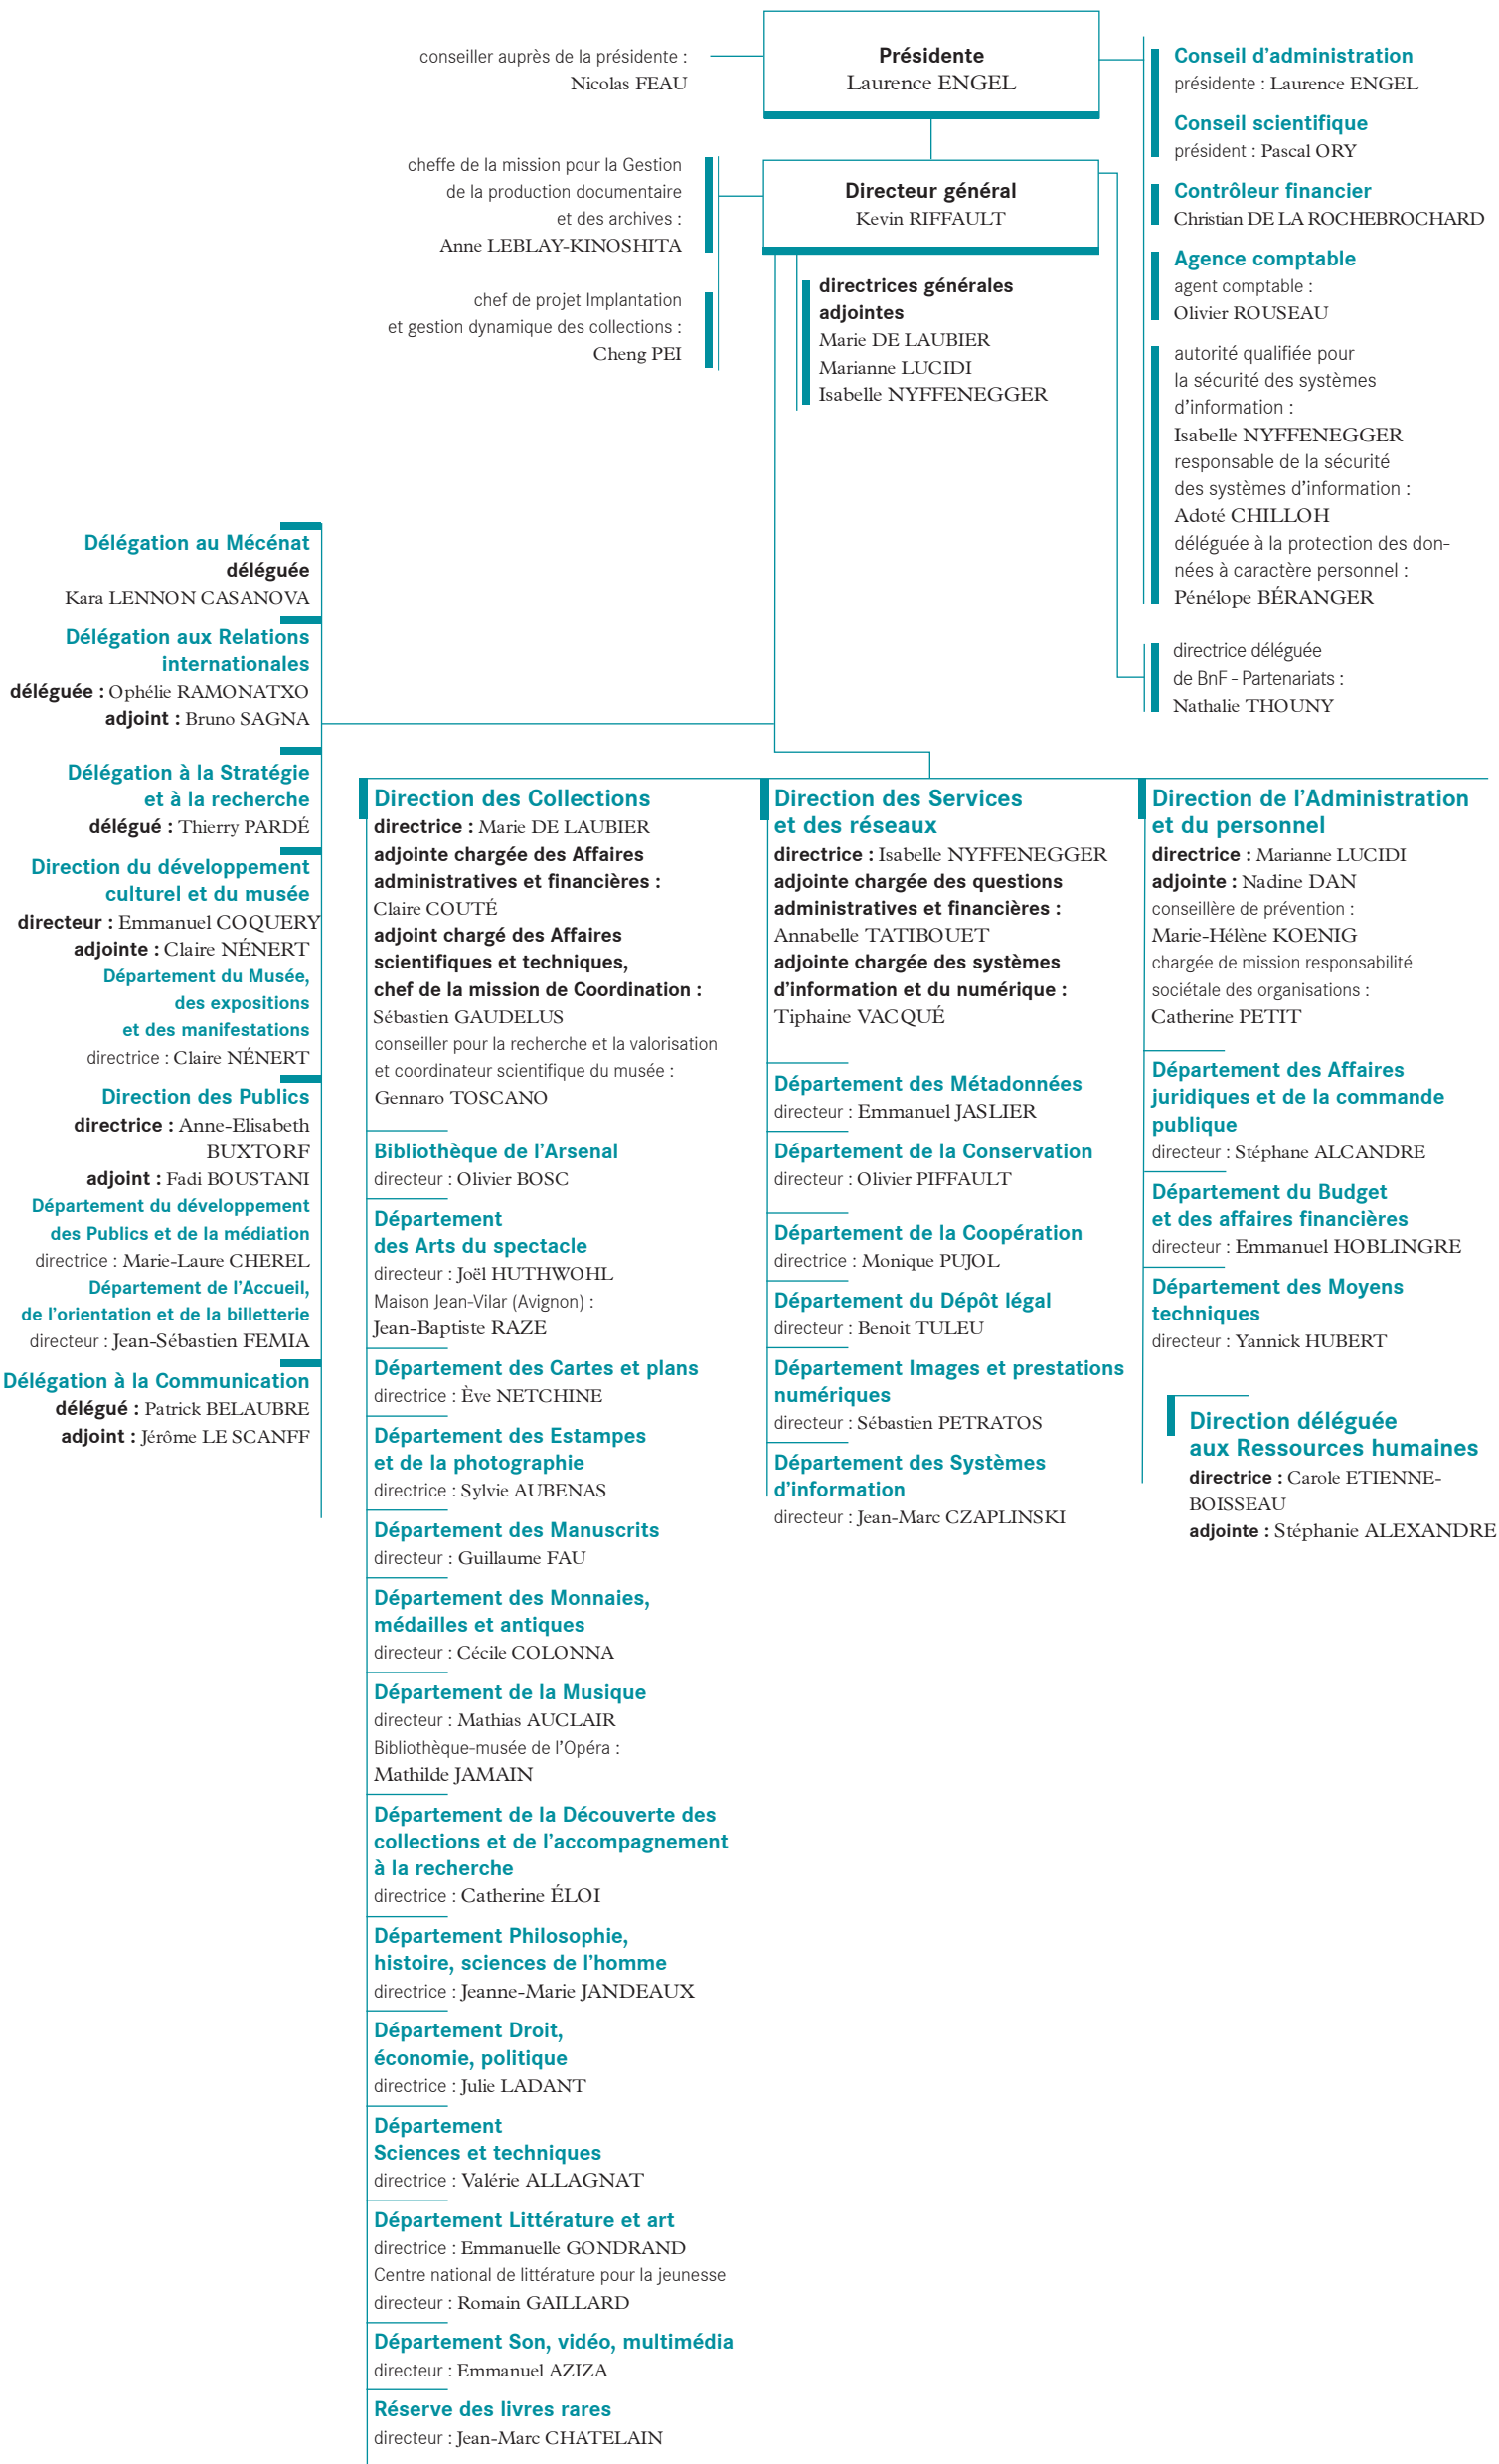 conseiller auprès de la présidente :
Nicolas FEAU
Présidente
Laurence ENGEL
Conseil d'administration
présidente : Laurence ENGEL
Conseil scientifique
président : Pascal ORY
Contrôleur financier
Christian DE LA ROCHEBROCHARD
Agence comptable
agent comptable :
Olivier ROUSEAU
autorité qualifiée pour
la sécurité des systèmes
d'information :
Isabelle NYFFENEGGER
responsable de la sécurité
des systèmes d'information :
Adoté CHILLOH
déléguée à la protection des don-
nées à caractère personnel :
Pénélope BÉRANGER
directrice déléguée
de BnF - Partenariats :
Nathalie THOUNY
cheffe de la mission pour la Gestion
de la production documentaire
et des archives :
Anne LEBLAY-KINOSHITA
chef de projet Implantation
et gestion dynamique des collections :
Cheng PEI
Directeur général
Kevin RIFFAULT
directrices générales
adjointes
Marie DE LAUBIER
Marianne LUCIDI
Isabelle NYFFENEGGER
Délégation au Mécénat
déléguée
Kara LENNON CASANOVA
Délégation aux Relations
internationales
déléguée : Ophélie RAMONATXO
adjoint : Bruno SAGNA
Délégation à la Stratégie
et à la recherche
délégué : Thierry PARDÉ
Direction du développement
culturel et du musée
directeur : Emmanuel COQUERY
adjointe : Claire NÉNERT
Département du Musée,
des expositions
et des manifestations
directrice : Claire NÉNERT
Direction des Publics
directrice : Anne-Elisabeth
BUXTORF
adjoint : Fadi BOUSTANI
Département du développement
des Publics et de la médiation
directrice : Marie-Laure CHEREL
Département de l'Accueil,
de l'orientation et de la billetterie
directeur : Jean-Sébastien FEMIA
Délégation à la Communication
délégué : Patrick BELAUBRE
adjoint : Jérôme LE SCANFF
Direction des Collections
directrice : Marie DE LAUBIER
adjointe chargée des Affaires
administratives et financières :
Claire COUTÉ
adjoint chargé des Affaires
scientifiques et techniques,
chef de la mission de Coordination :
Sébastien GAUDELUS
conseiller pour la recherche et la valorisation
et coordinateur scientifique du musée :
Gennaro TOSCANO
Bibliothèque de l'Arsenal
directeur : Olivier BOSC
Département
des Arts du spectacle
directeur : Joël HUTHWOHL
Maison Jean-Vilar (Avignon) :
Jean-Baptiste RAZE
Département des Cartes et plans
directrice : Ève NETCHINE
Département des Estampes
et de la photographie
directrice : Sylvie AUBENAS
Département des Manuscrits
directeur : Guillaume FAU
Département des Monnaies,
médailles et antiques
directeur : Cécile COLONNA
Département de la Musique
directeur : Mathias AUCLAIR
Bibliothèque-musée de l'Opéra :
Mathilde JAMAIN
Département de la Découverte des
collections et de l'accompagnement
à la recherche
directrice : Catherine ÉLOI
Département Philosophie,
histoire, sciences de l'homme
directrice : Jeanne-Marie JANDEAUX
Département Droit,
économie, politique
directrice : Julie LADANT
Département
Sciences et techniques
directrice : Valérie ALLAGNAT
Département Littérature et art
directrice : Emmanuelle GONDRAND
Centre national de littérature pour la jeunesse
directeur : Romain GAILLARD
Département Son, vidéo, multimédia
directeur : Emmanuel AZIZA
Réserve des livres rares
directeur : Jean-Marc CHATELAIN
Direction des Services
et des réseaux
directrice : Isabelle NYFFENEGGER
adjointe chargée des questions
administratives et financières :
Annabelle TATIBOUET
adjointe chargée des systèmes
d'information et du numérique :
Tiphaine VACQUÉ
Département des Métadonnées
directeur : Emmanuel JASLIER
Département de la Conservation
directeur : Olivier PIFFAULT
Département de la Coopération
directrice : Monique PUJOL
Département du Dépôt légal
directeur : Benoit TULEU
Département Images et prestations
numériques
directeur : Sébastien PETRATOS
Département des Systèmes
d'information
directeur : Jean-Marc CZAPLINSKI
Direction de l'Administration
et du personnel
directrice : Marianne LUCIDI
adjointe : Nadine DAN
conseillère de prévention :
Marie-Hélène KOENIG
chargée de mission responsabilité
sociétale des organisations :
Catherine PETIT
Département des Affaires
juridiques et de la commande
publique
directeur : Stéphane ALCANDRE
Département du Budget
et des affaires financières
directeur : Emmanuel HOBLINGRE
Département des Moyens
techniques
directeur : Yannick HUBERT
Direction déléguée
aux Ressources humaines
directrice : Carole ETIENNE-
BOISSEAU
adjointe : Stéphanie ALEXANDRE